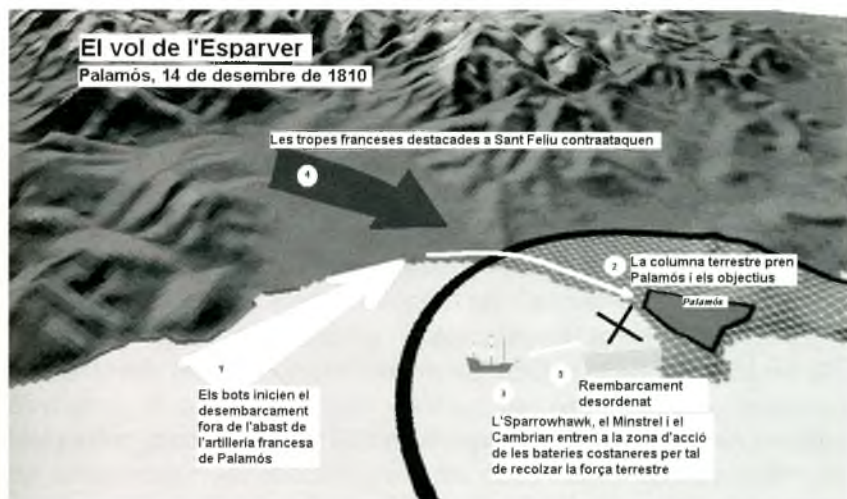 El vol de l'Esparver
Palamós, 14 de desembre de 1810
Les tropes franceses destacades a Sant Feliu contraataquen
4
2
La columna terrestre pren
Palamós i els objectius
Palamós
1
Els bots inicien el
desembarcament
fora de l'abast de
l'artilleria francesa
de Palamós
3
5
Reembarcament
desordenat
L'Sparrowhawk, el Minstrel i el
Cambrian entren a la zona d'acció
de les bateries costaneres per tal
de recolzar la força terrestre